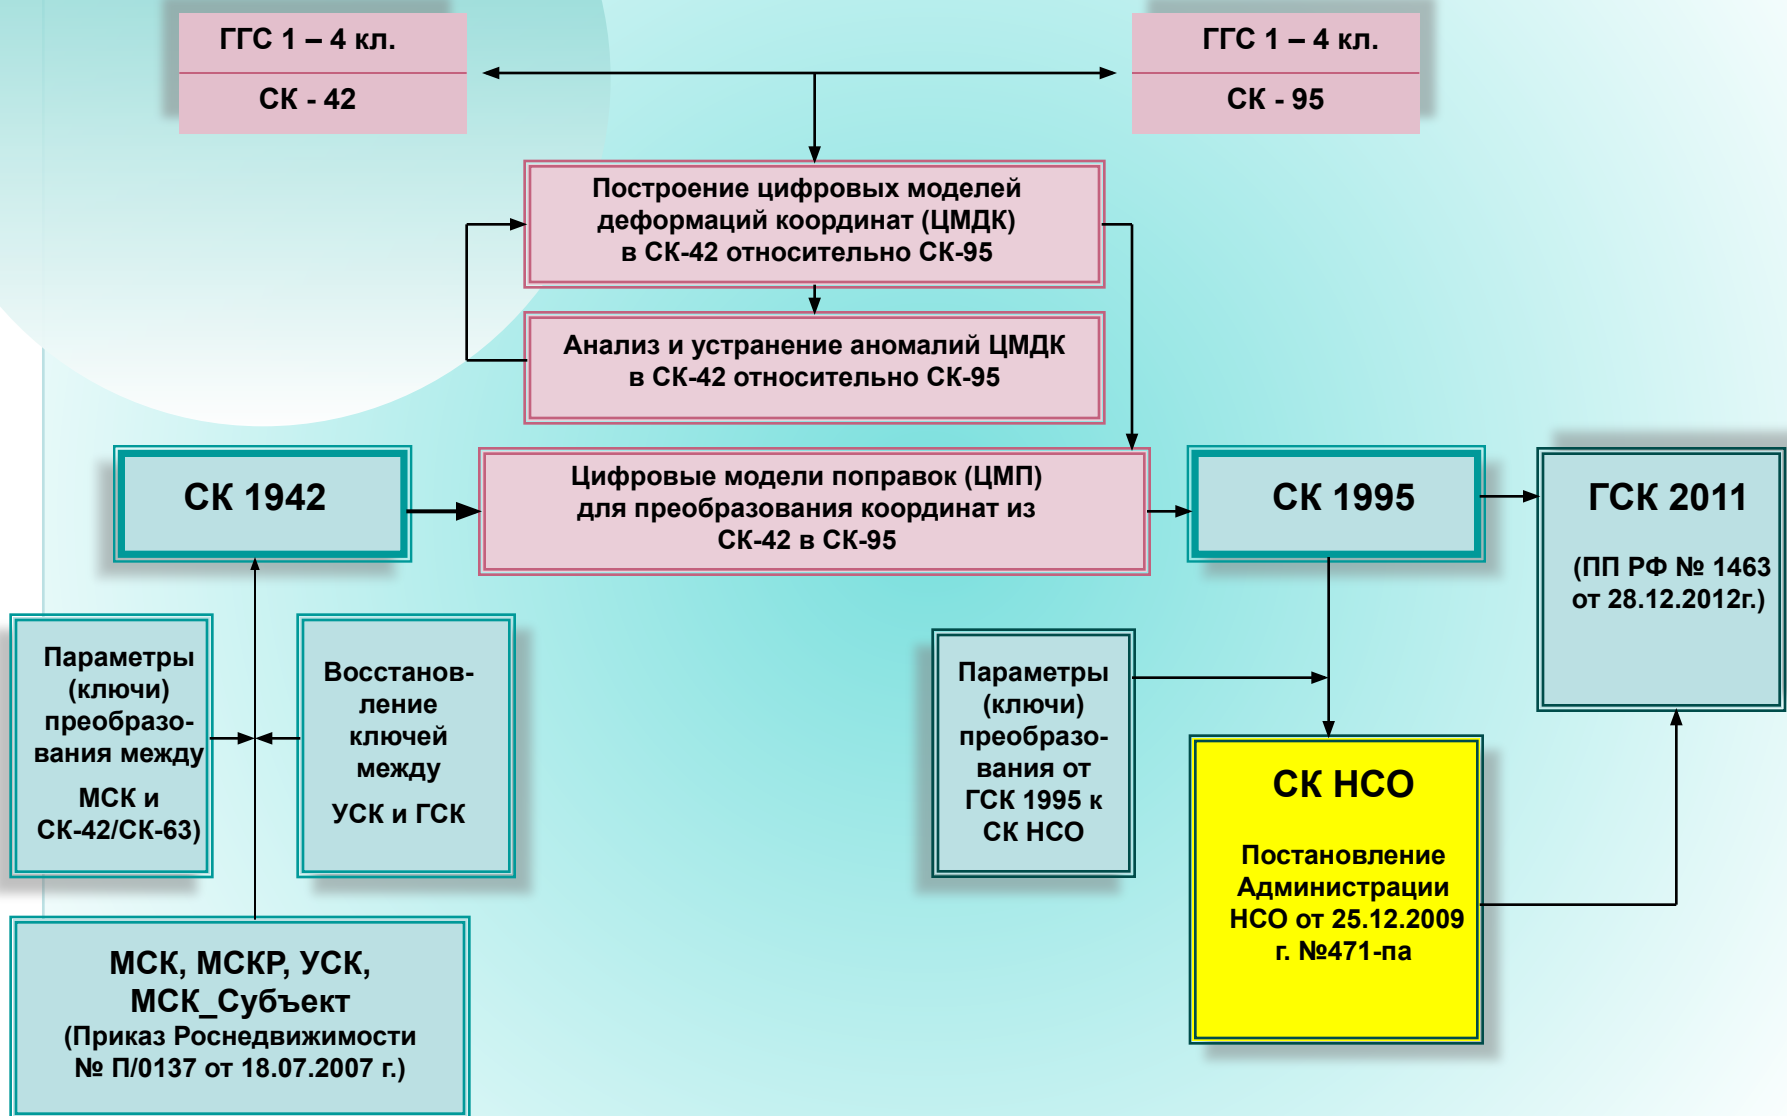 ГГС 1 – 4 кл.
СК - 42
ГГС 1 – 4 кл.
СК - 95
Построение цифровых моделей
деформаций координат (ЦМДК)
в СК-42 относительно СК-95
Анализ и устранение аномалий ЦМДК
в СК-42 относительно СК-95
СК 1942
Цифровые модели поправок (ЦМП)
для преобразования координат из
СК-42 в СК-95
СК 1995
ГСК 2011
(ПП РФ № 1463
от 28.12.2012г.)
Параметры
(ключи)
преобразо-
вания между
МСК и
СК-42/СК-63)
Восстанов-
ление
ключей
между
УСК и ГСК
Параметры
(ключи)
преобразо-
вания от
ГСК 1995 к
СК НСО
СК НСО
Постановление
Администрации
НСО от 25.12.2009
г. №471-па
МСК, МСКР, УСК,
МСК_Субъект
(Приказ Роснедвижимости
№ П/0137 от 18.07.2007 г.)